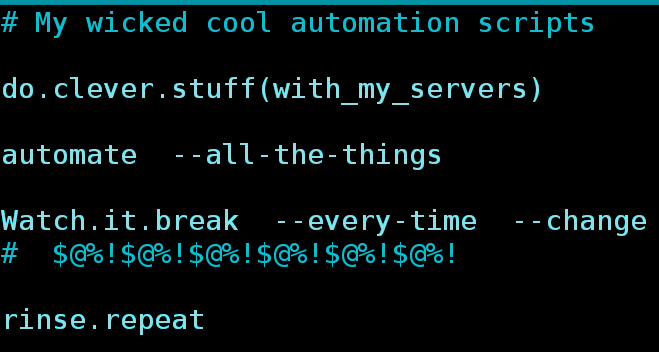 # My wicked cool automation scripts
do.clever.stuff(with_my_servers)
automate  --all-the-things
Watch.it.break  --every-time  --change
#  $@%!$@%!$@%!$@%!$@%!$@%!
rinse.repeat